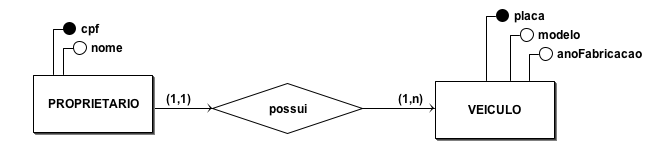 cpf
nome
PROPRIETARIO
(1,1)
possui
(1,n)
placa
modelo
anoFabricacao
VEICULO